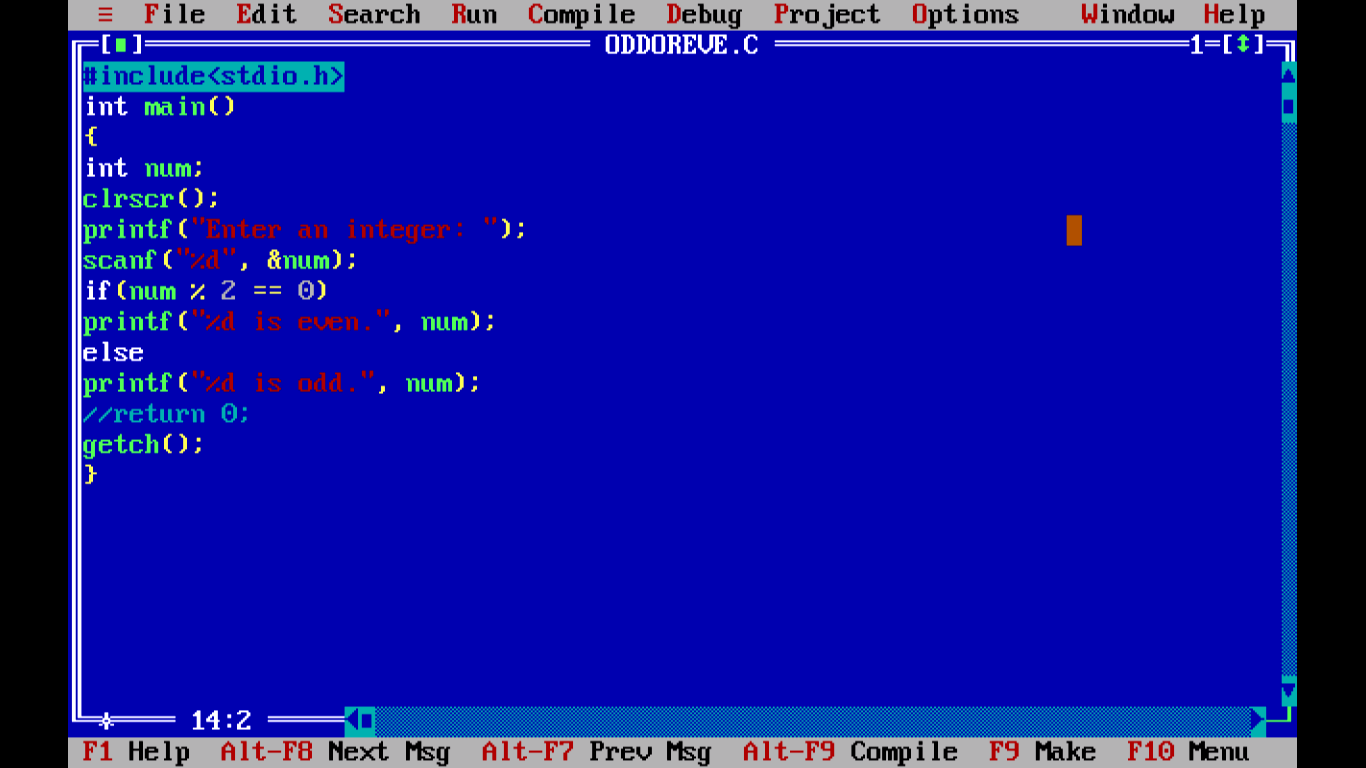 ≡ File Edit Search Run Compile Debug Project Options Window Help
[■] ODDOREVE.C 1=[↕]
#include<stdio.h>
int main()
{
int num;
clrscr();
printf("Enter an integer: ");
scanf("%d", &num);
if(num % 2 == 0)
printf("%d is even.", num);
else
printf("%d is odd.", num);
//return 0;
getch();
}
14:2
F1 Help Alt-F8 Next Msg Alt-F7 Prev Msg Alt-F9 Compile F9 Make F10 Menu